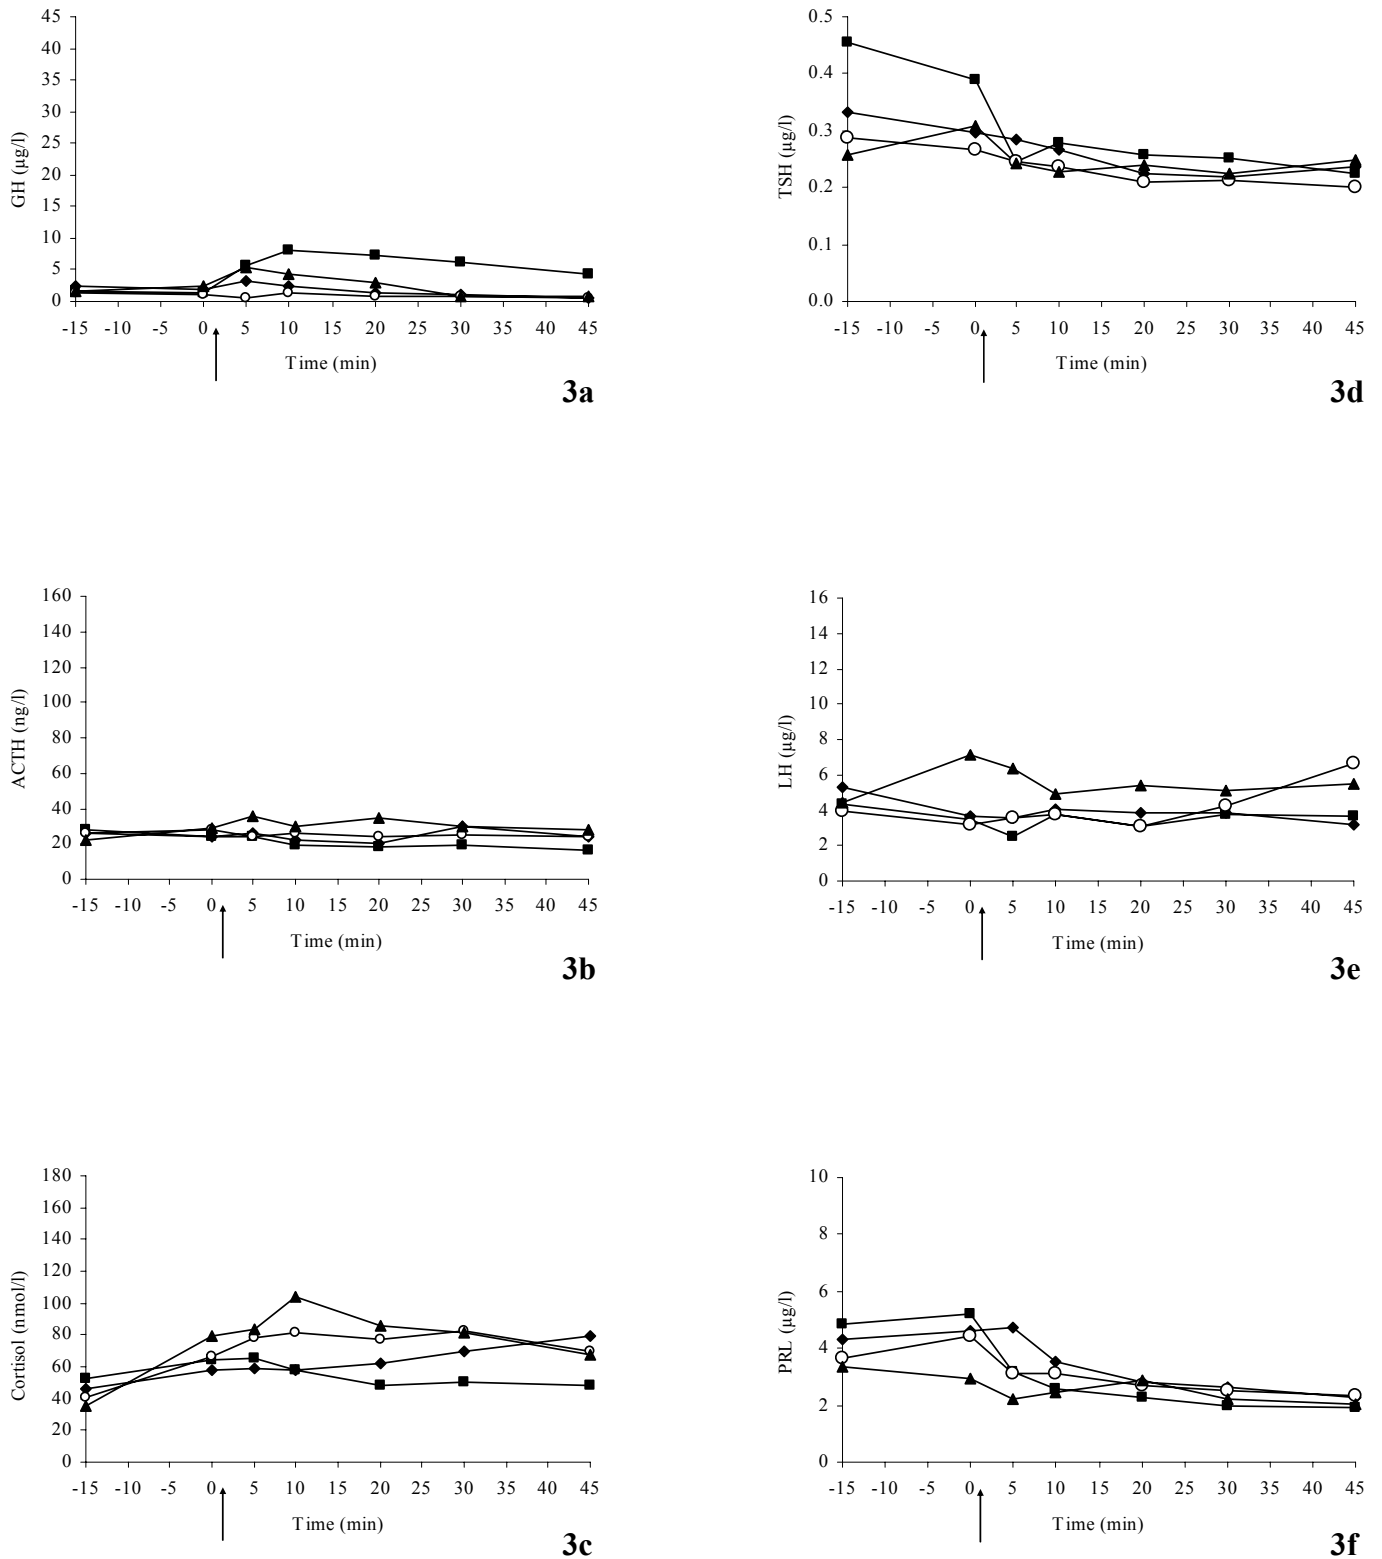 45
40
35
30
25
20
15
10
5
0
GH (µg/l)
-15 -10 -5 0 5 10 15 20 25 30 35 40 45
Time (min)
3a
0.5
0.4
0.3
0.2
0.1
0.0
TSH (µg/l)
-15 -10 -5 0 5 10 15 20 25 30 35 40 45
Time (min)
3d
160
140
120
100
80
60
40
20
0
ACTH (ng/l)
-15 -10 -5 0 5 10 15 20 25 30 35 40 45
Time (min)
3b
16
14
12
10
8
6
4
2
0
LH (µg/l)
-15 -10 -5 0 5 10 15 20 25 30 35 40 45
Time (min)
3e
180
160
140
120
100
80
60
40
20
0
Cortisol (nmol/l)
-15 -10 -5 0 5 10 15 20 25 30 35 40 45
Time (min)
3c
10
8
6
4
2
0
PRL (µg/l)
-15 -10 -5 0 5 10 15 20 25 30 35 40 45
Time (min)
3f